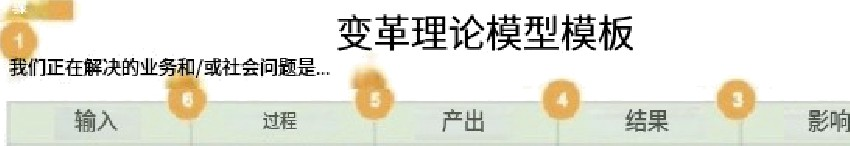 变革理论模型模板
1
我们正在解决的业务和/或社会问题是...
输入 6 过程 5 产出 4 结果 3 影响